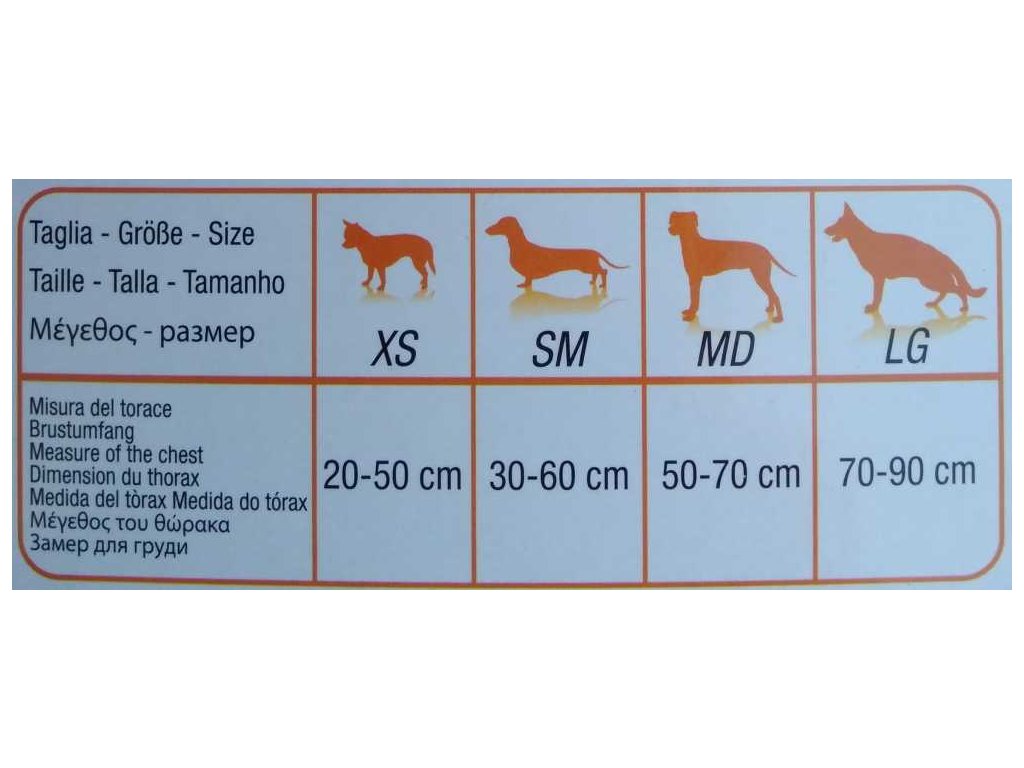 Taglia - Größe - Size
Taille - Talla - Tamanho
Μέγεθος - размер
XS
SM
MD
LG
Misura del torace
Brustumfang
Measure of the chest
Dimension du thorax
Medida del tòrax Medida do tórax
Μέγεθος του θώρακα
Замер для груди
20-50 cm
30-60 cm
50-70 cm
70-90 cm